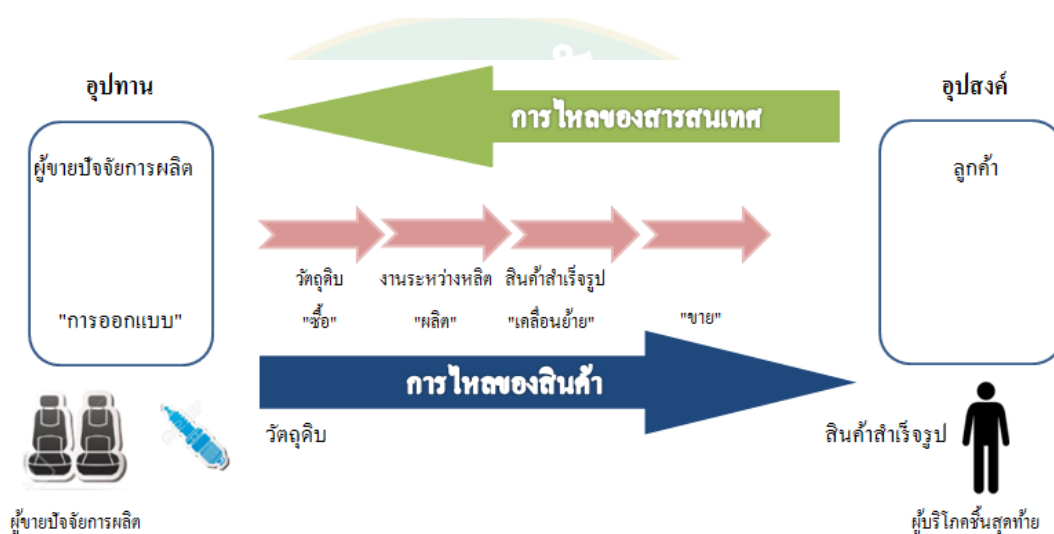 อุปทาน
อุปสงค์
การไหลของสารสนเทศ
ผู้ขายปัจจัยการผลิต
ลูกค้า
วัตถุดิบ
งานระหว่างหลิต
สินค้าสำเร็จรูป
"การออกแบบ"
"ซื้อ"
"ผลิต"
"เคลื่อนย้าย"
"ขาย"
การไหลของสินค้า
วัตถุดิบ
สินค้าสำเร็จรูป
ผู้ขายปัจจัยการผลิต
ผู้บริโภคชิ้นสุดท้าย